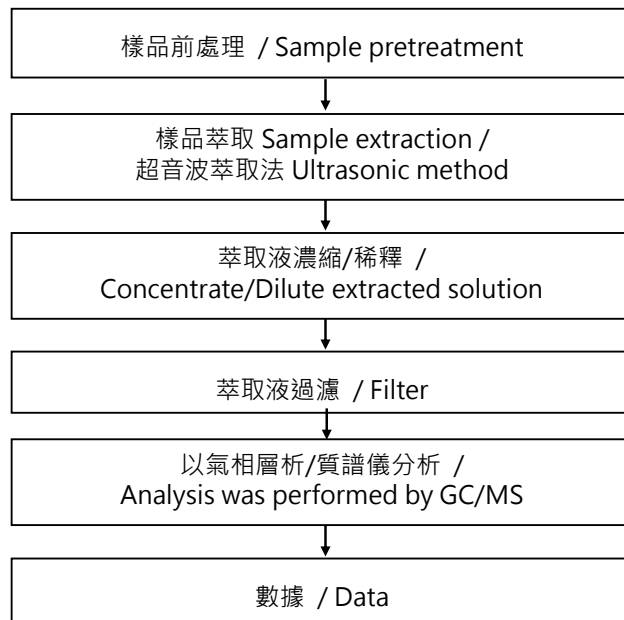 樣品前處理 / Sample pretreatment
樣品萃取 Sample extraction /
超音波萃取法 Ultrasonic method
萃取液濃縮/稀釋 /
Concentrate/Dilute extracted solution
萃取液過濾 / Filter
以氣相層析/質譜儀分析 /
Analysis was performed by GC/MS
數據 / Data